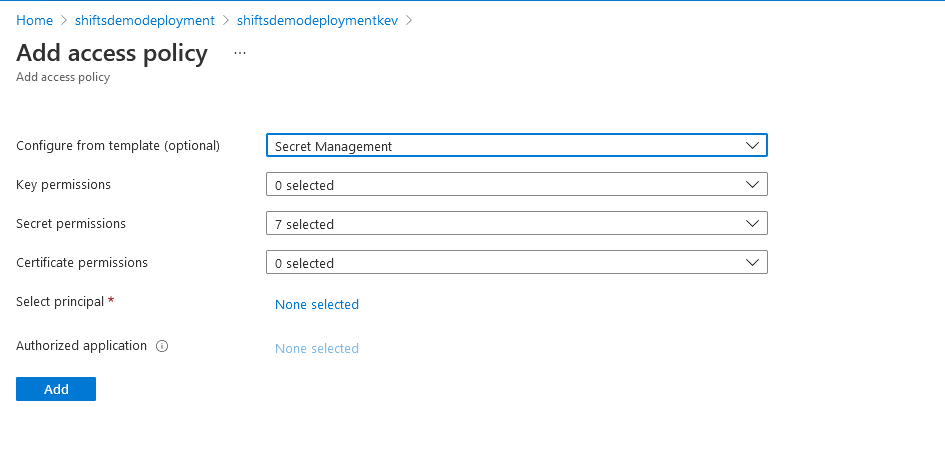 Home > shiftsdemodeployment > shiftsdemodeploymentkev >
Add access policy ...
Add access policy
Configure from template (optional) Secret Management
Key permissions 0 selected
Secret permissions 7 selected
Certificate permissions 0 selected
Select principal * None selected
Authorized application None selected
Add